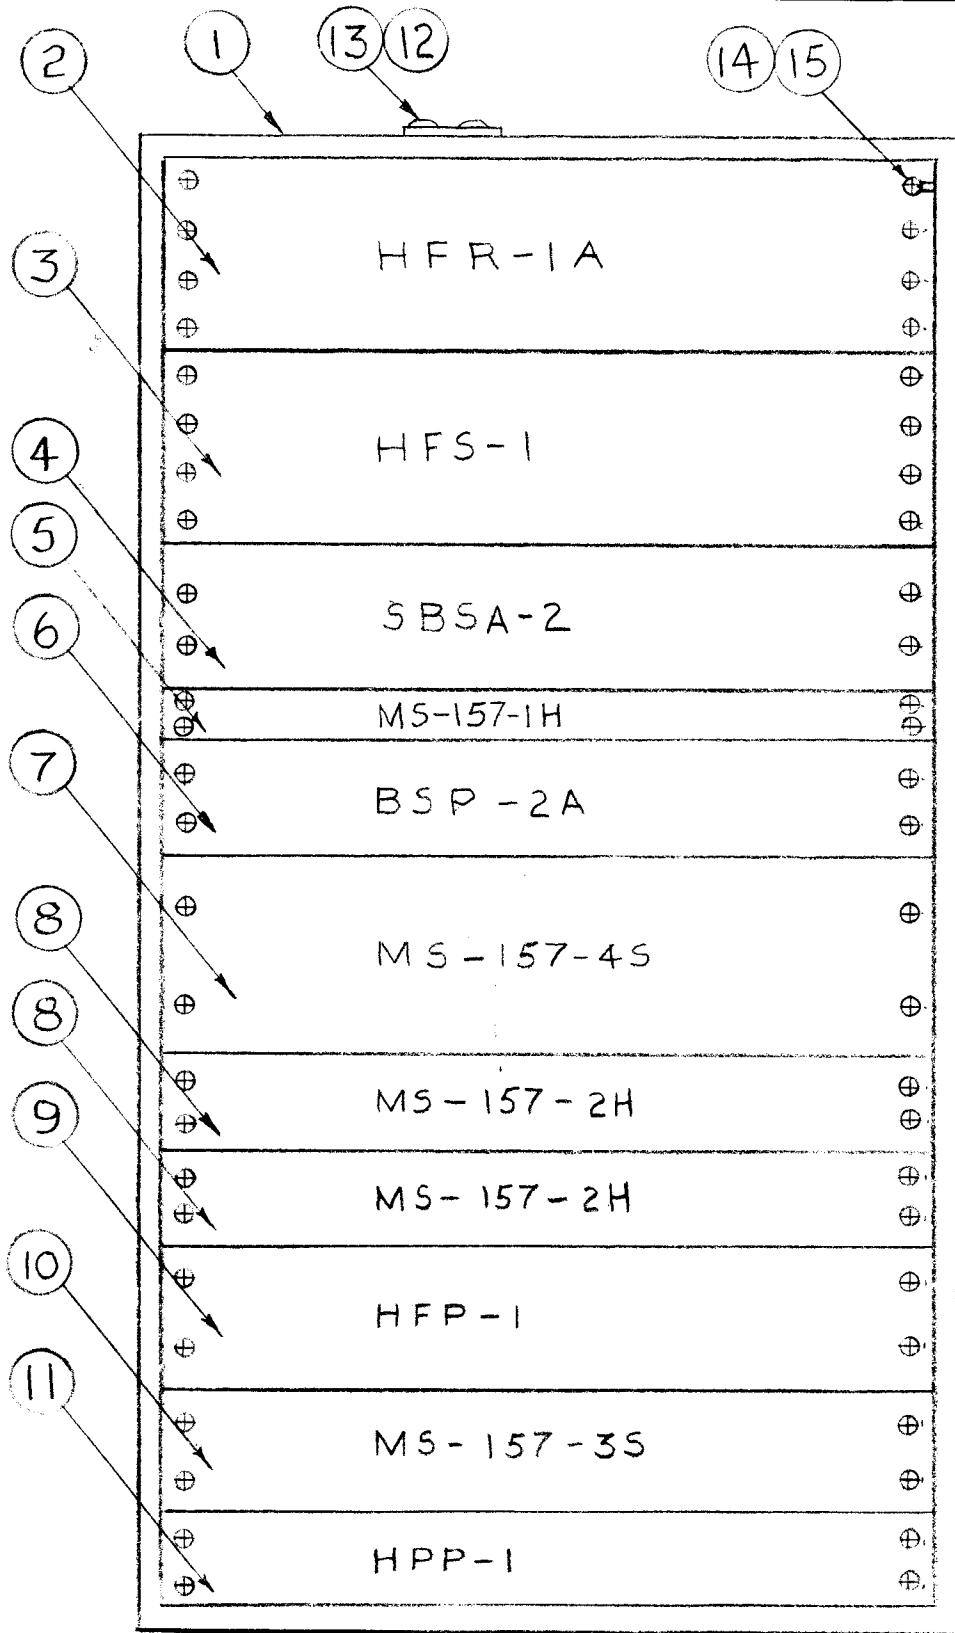 2 1 13 12 14 15
HFR-1A
3
HFS-1
4
5
SBSA-2
6
MS-157-1H
7
BSP-2A
8
MS-157-4S
8
MS-157-2H
9
MS-157-2H
10
HFP-1
11
MS-157-3S
HPP-1